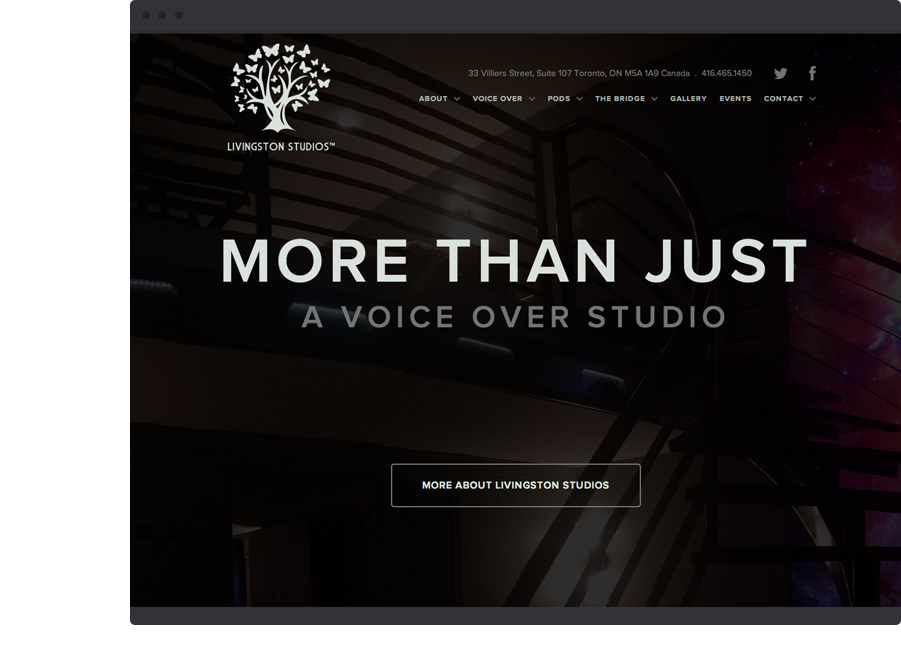 LIVINGSTON STUDIOS™
33 Villiers Street, Suite 107 Toronto, ON M5A 1A9 Canada . 416.465.1450
ABOUT VOICE OVER PODS THE BRIDGE GALLERY EVENTS CONTACT
MORE THAN JUST
A VOICE OVER STUDIO
MORE ABOUT LIVINGSTON STUDIOS